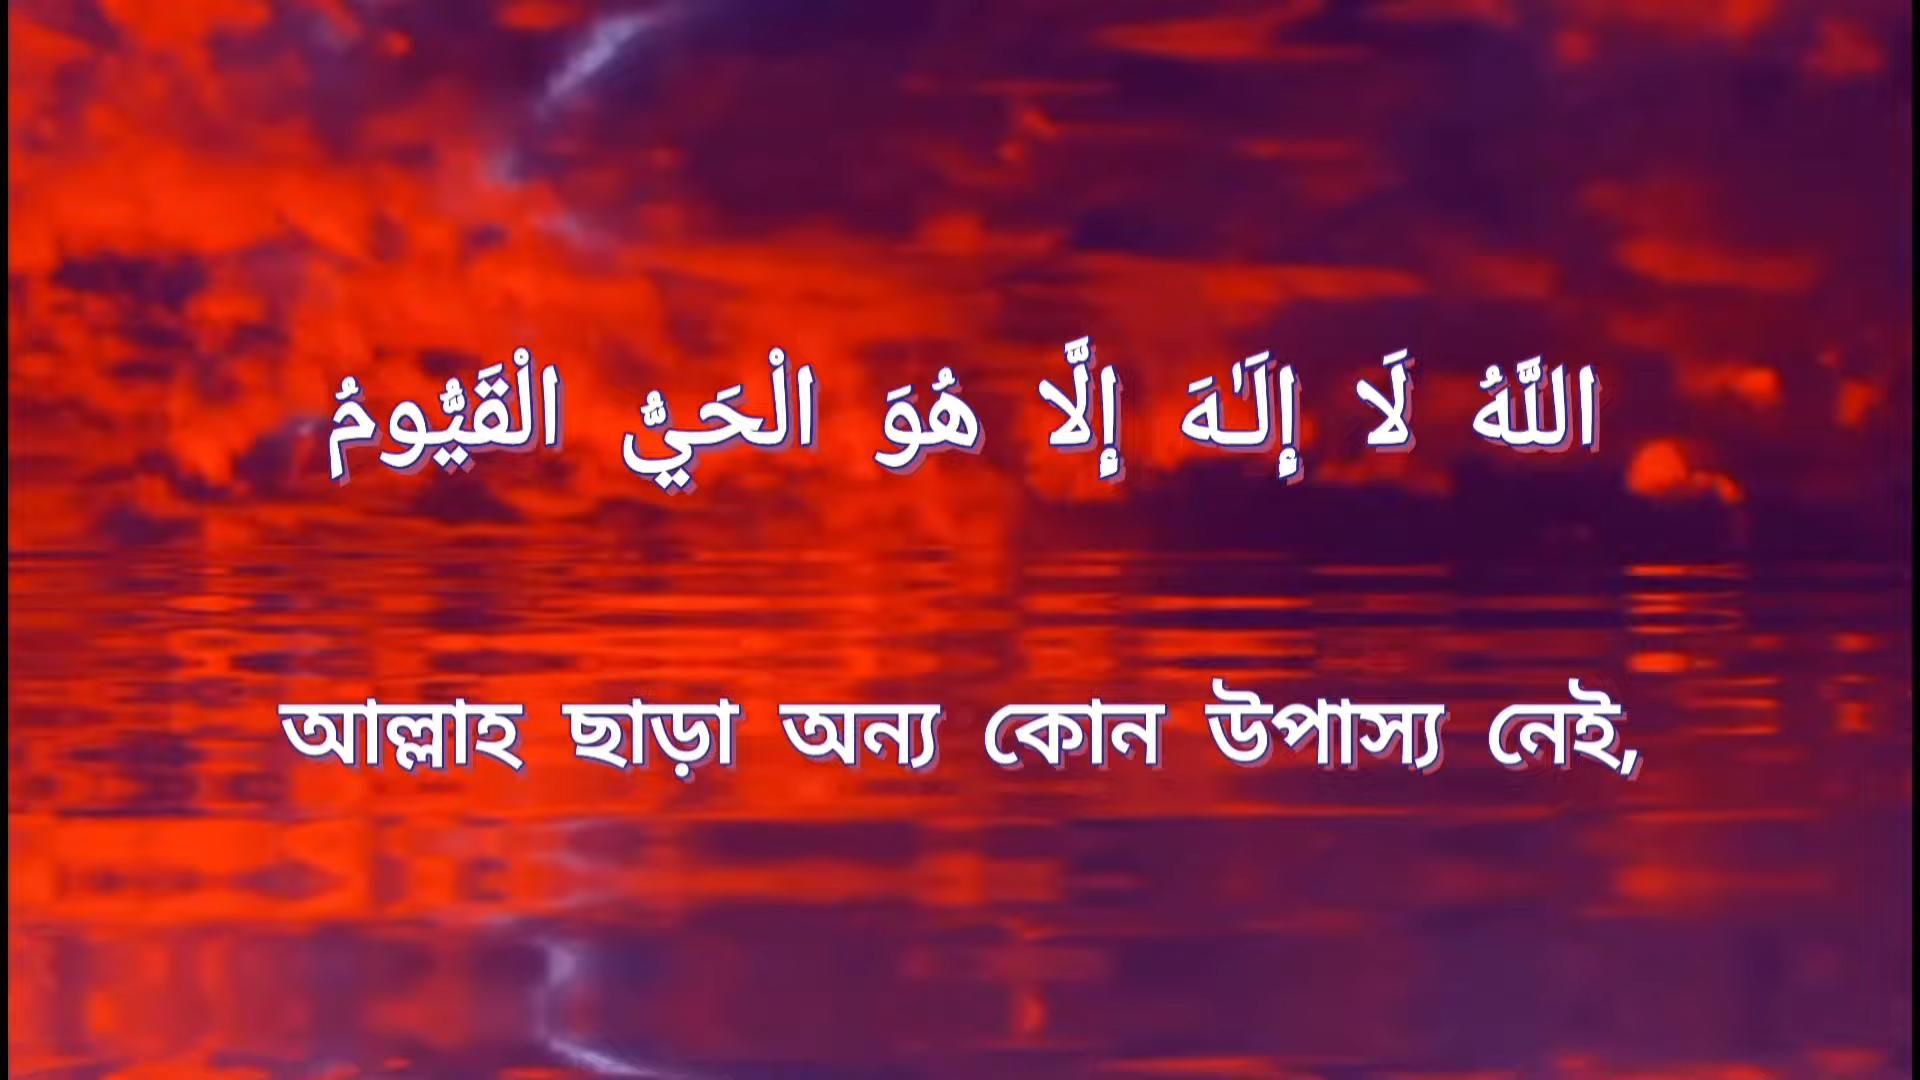 اللَّهُ لَا إِلَـٰهَ إِلَّا هُوَ الْحَيُّ الْقَيُّومُ
আল্লাহ ছাড়া অন্য কোন উপাস্য নেই,